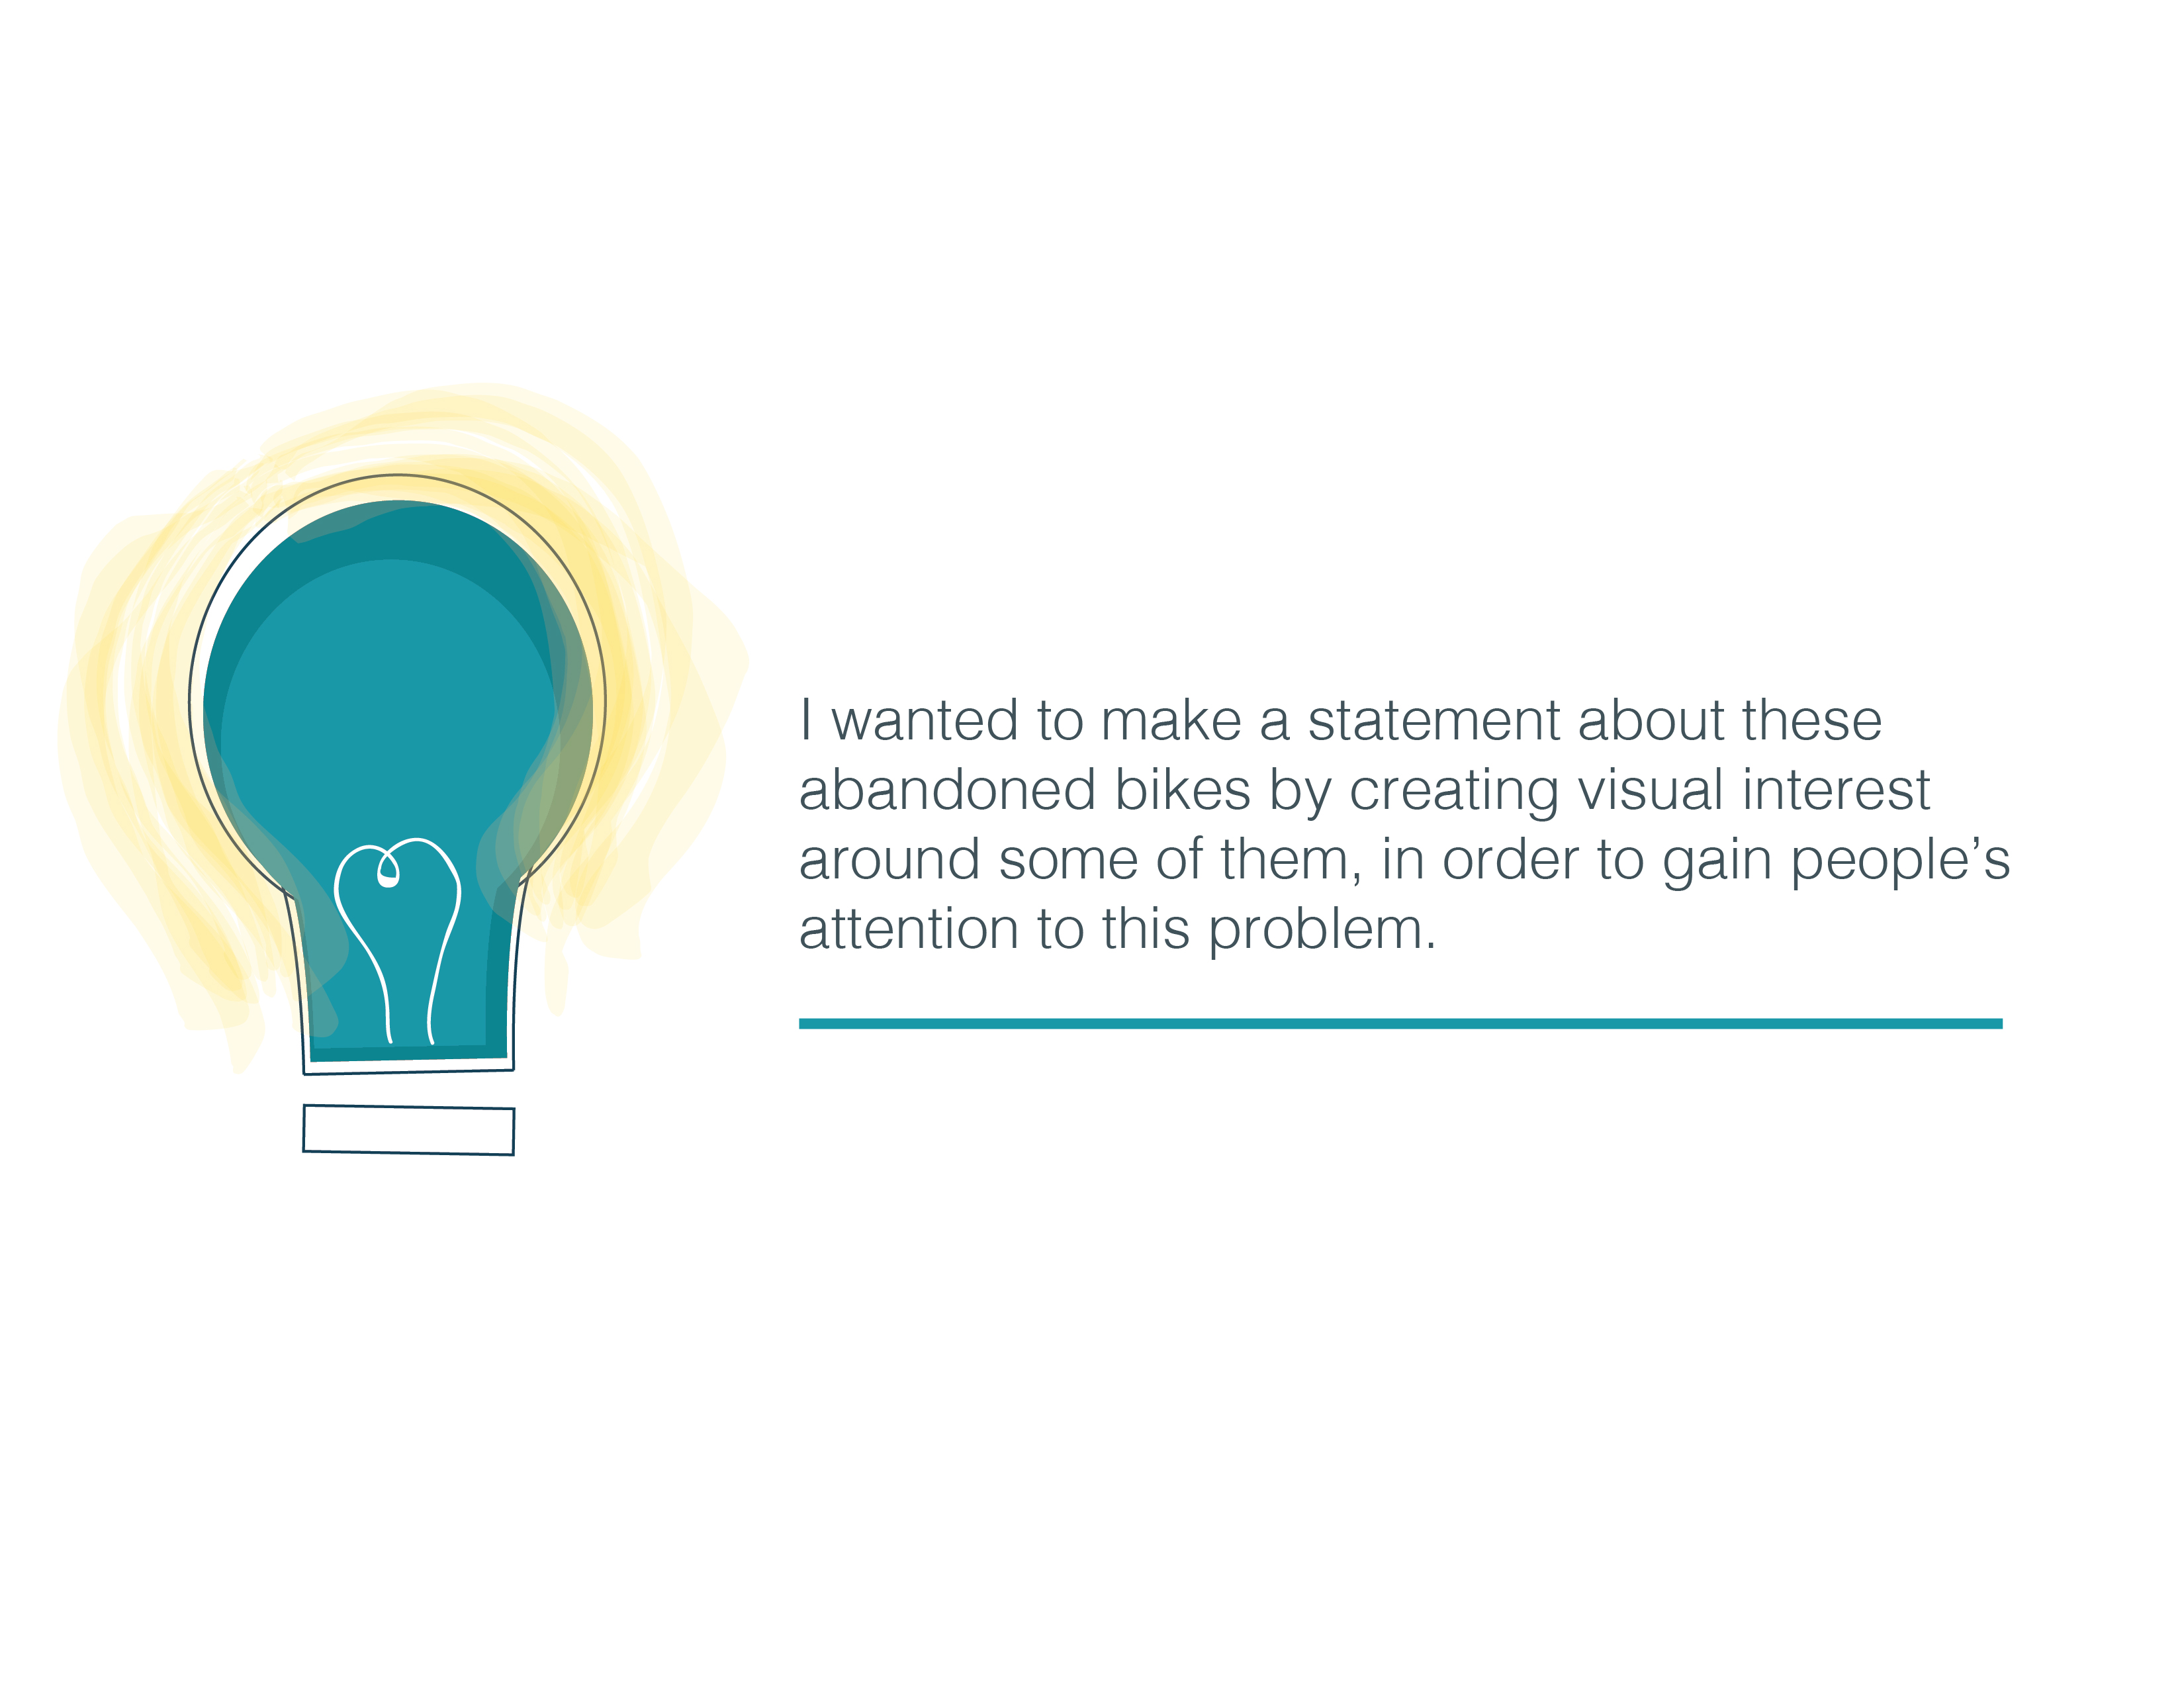 I wanted to make a statement about these
abandoned bikes by creating visual interest
around some of them, in order to gain people’s
attention to this problem.